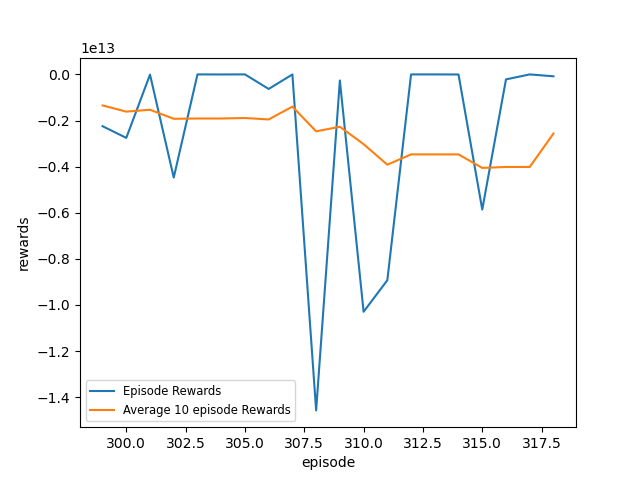 1e13
0.0
−0.2
−0.4
−0.6
−0.8
−1.0
−1.2
−1.4
rewards
Episode Rewards
Average 10 episode Rewards
300.0 302.5 305.0 307.5 310.0 312.5 315.0 317.5
episode